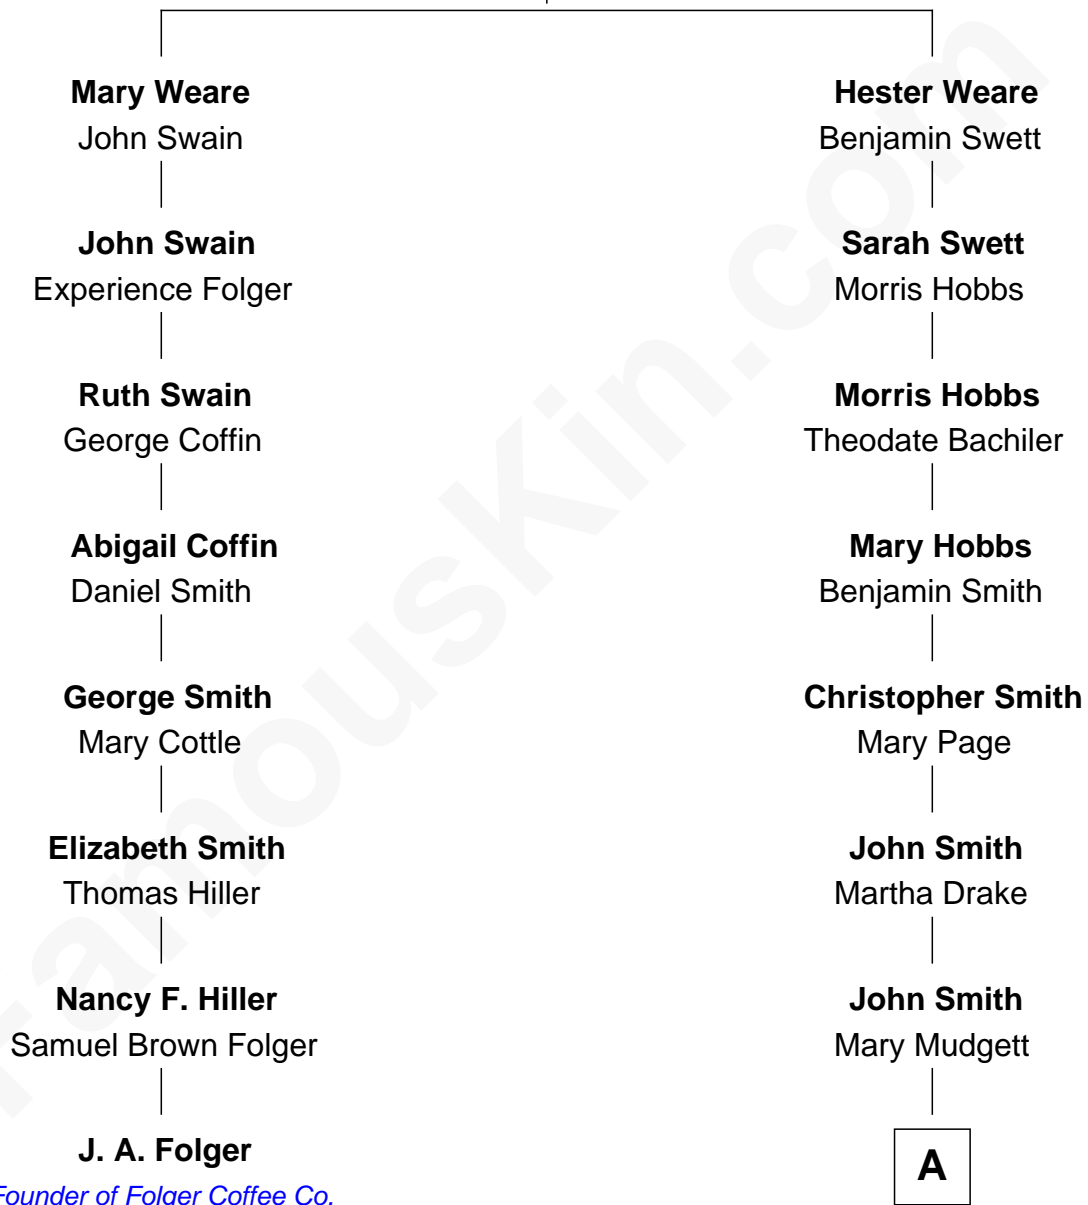 Mary Weare
John Swain
John Swain
Experience Folger
Ruth Swain
George Coffin
Abigail Coffin
Daniel Smith
George Smith
Mary Cottle
Elizabeth Smith
Thomas Hiller
Nancy F. Hiller
Samuel Brown Folger
J. A. Folger
Founder of Folger Coffee Co.
Hester Weare
Benjamin Swett
Sarah Swett
Morris Hobbs
Morris Hobbs
Theodate Bachiler
Mary Hobbs
Benjamin Smith
Christopher Smith
Mary Page
John Smith
Martha Drake
John Smith
Mary Mudgett
A
FamousKin.com